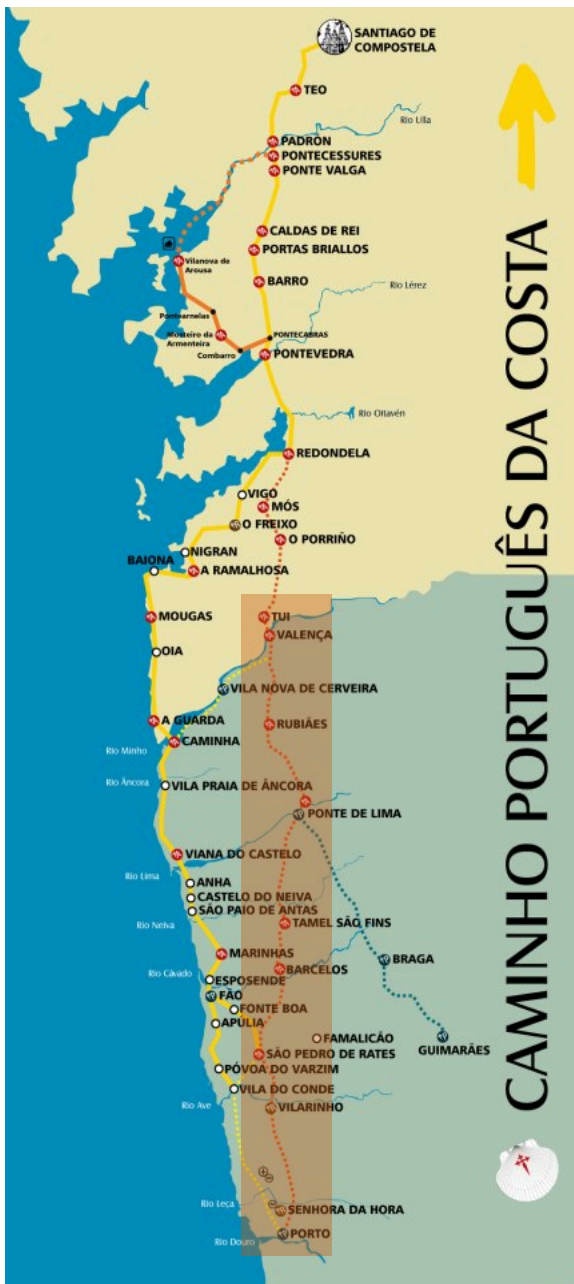 SANTIAGO DE
COMPOSTELA
TEO
Rio Ulla
PADRON
PONTECESSURES
PONTE VALGA
CALDAS DE REI
PORTAS BRIALLOS
Vilanova de
Arousa
BARRO
Rio Lérez
Pontearnelas
Mosteiro da
Armenteira
PONTECABRAS
Combarro
PONTEVEDRA
Rio Oitavén
REDONDELA
VIGO
MÓS
O FREIXO
O PORRIÑO
NIGRAN
BAIONA
A RAMALHOSA
MOUGAS
TUI
VALENÇA
OIA
VILA NOVA DE CERVEIRA
A GUARDA
RUBIÃES
CAMINHA
Rio Minho
Rio Âncora
VILA PRAIA DE ÂNCORA
PONTE DE LIMA
VIANA DO CASTELO
Rio Lima
ANHA
CASTELO DO NEIVA
SÃO PAIO DE ANTAS
Rio Neiva
TAMEL SÃO FINS
MARINHAS
BRAGA
BARCELOS
Rio Cávado
ESPOSENDE
FÃO
FONTE BOA
APÚLIA
FAMALICÃO
GUIMARÃES
SÃO PEDRO DE RATES
PÓVOA DO VARZIM
VILA DO CONDE
Rio Ave
VILARINHO
Rio Leça
SENHORA DA HORA
PORTO
Rio Douro
CAMINHO PORTUGUÊS DA COSTA